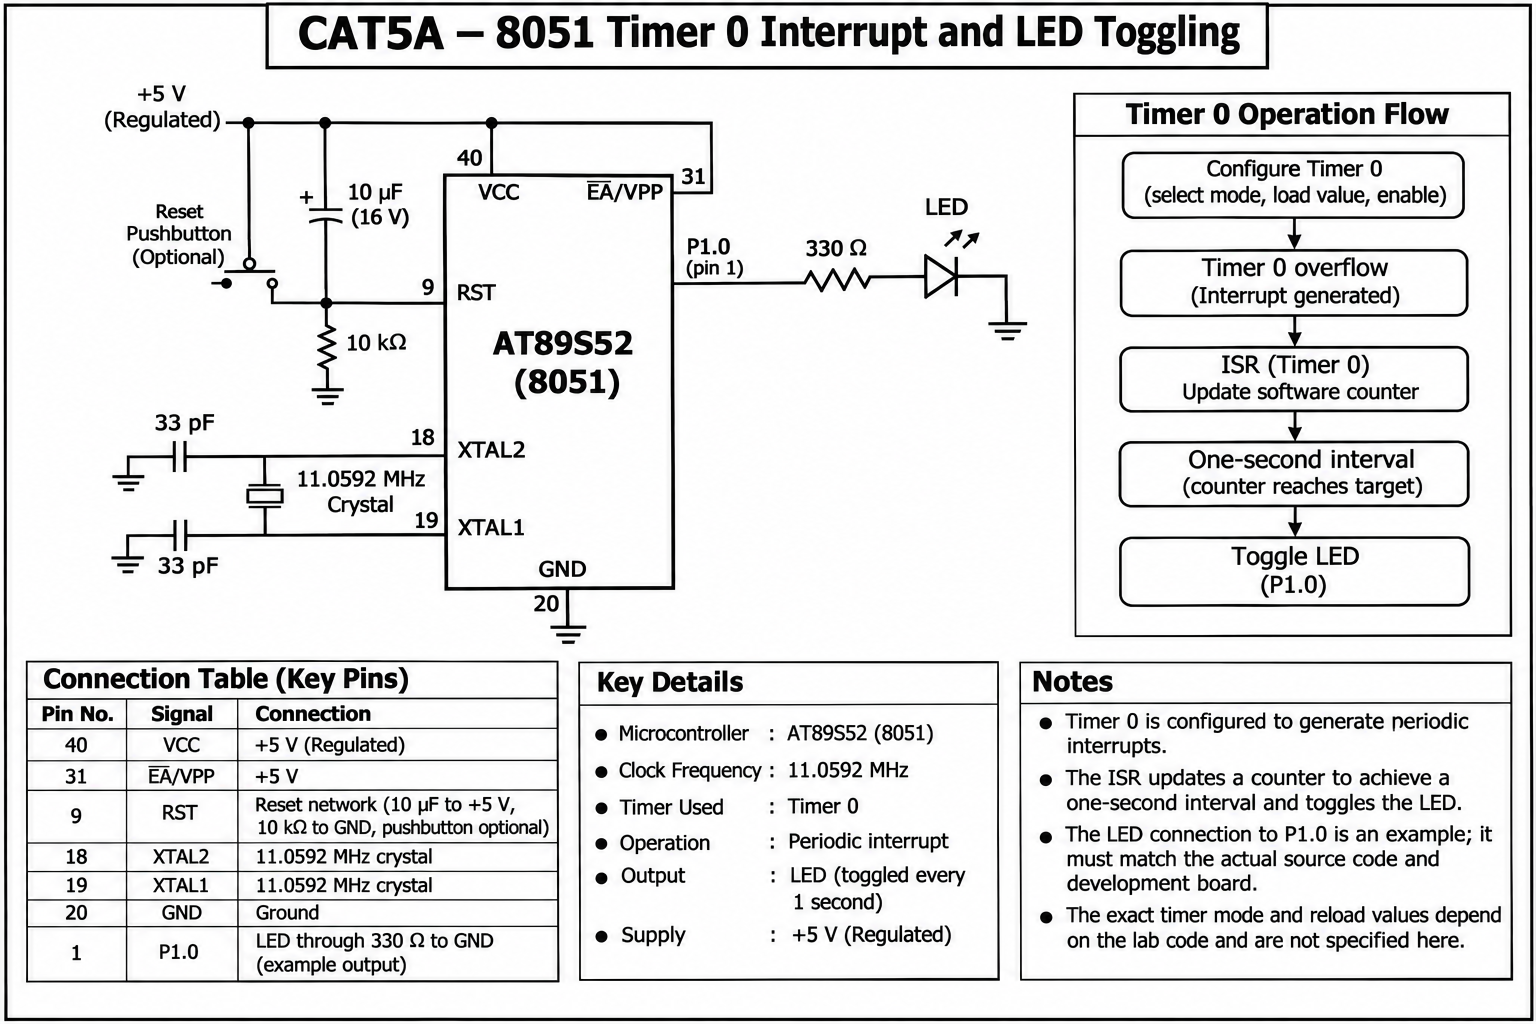 CAT5A – 8051 Timer 0 Interrupt and LED Toggling
+5 V
(Regulated)
Reset
Pushbutton
(Optional)
+
10 µF
(16 V)
10 kΩ
33 pF
33 pF
11.0592 MHz
Crystal
40
VCC
E̅A̅/VPP
31
9
RST
AT89S52
(8051)
18
XTAL2
19
XTAL1
GND
20
P1.0
(pin 1)
330 Ω
LED
Timer 0 Operation Flow
Configure Timer 0
(select mode, load value, enable)
Timer 0 overflow
(Interrupt generated)
ISR (Timer 0)
Update software counter
One-second interval
(counter reaches target)
Toggle LED
(P1.0)
Connection Table (Key Pins)
Pin No. Signal Connection
40 VCC +5 V (Regulated)
31 E̅A̅/VPP +5 V
9 RST Reset network (10 µF to +5 V,
10 kΩ to GND, pushbutton optional)
18 XTAL2 11.0592 MHz crystal
19 XTAL1 11.0592 MHz crystal
20 GND Ground
1 P1.0 LED through 330 Ω to GND
(example output)
Key Details
● Microcontroller : AT89S52 (8051)
● Clock Frequency : 11.0592 MHz
● Timer Used : Timer 0
● Operation : Periodic interrupt
● Output : LED (toggled every
1 second)
● Supply : +5 V (Regulated)
Notes
● Timer 0 is configured to generate periodic
interrupts.
● The ISR updates a counter to achieve a
one-second interval and toggles the LED.
● The LED connection to P1.0 is an example; it
must match the actual source code and
development board.
● The exact timer mode and reload values depend
on the lab code and are not specified here.